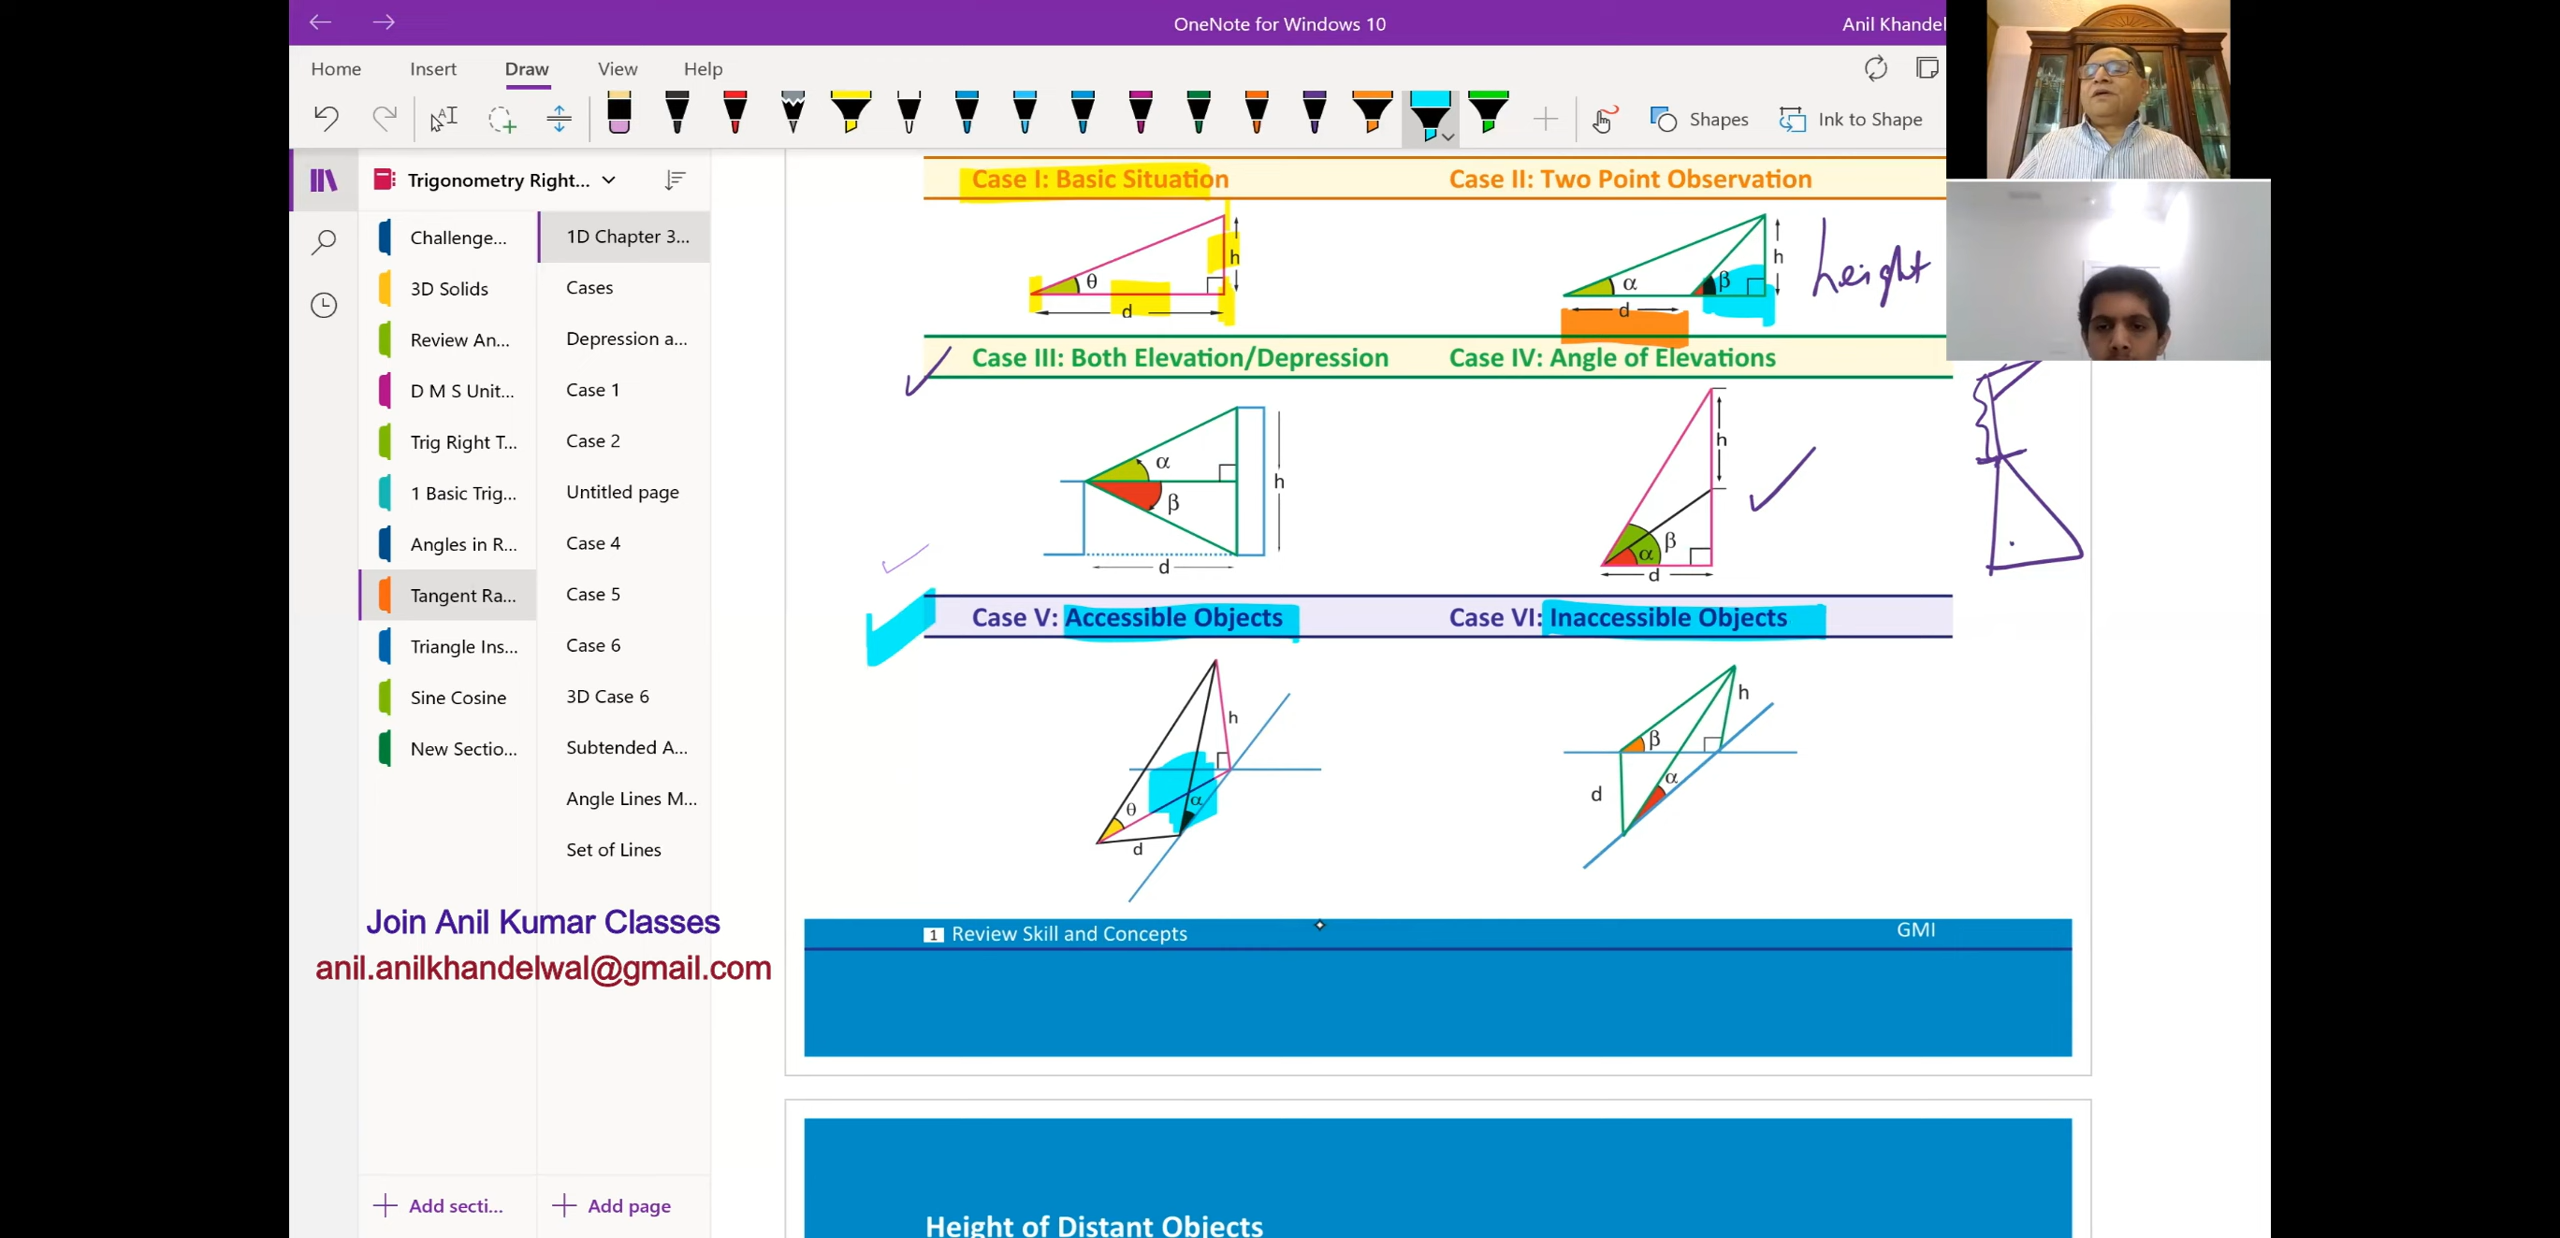 OneNote for Windows 10
Anil Khandel
Home Insert Draw View Help
Shapes Ink to Shape
Trigonometry Right...
Challenge...
3D Solids
Review An...
D M S Unit...
Trig Right T...
1 Basic Trig...
Angles in R...
Tangent Ra...
Triangle Ins...
Sine Cosine
New Sectio...
1D Chapter 3...
Cases
Depression a...
Case 1
Case 2
Untitled page
Case 4
Case 5
Case 6
3D Case 6
Subtended A...
Angle Lines M...
Set of Lines
Join Anil Kumar Classes
anil.anilkhandelwal@gmail.com
Add secti... Add page
Case I: Basic Situation Case II: Two Point Observation
θ h d
α β h d
height
Case III: Both Elevation/Depression Case IV: Angle of Elevations
α β h d
h β α d
Case V: Accessible Objects Case VI: Inaccessible Objects
h θ α d
h β α d
1 Review Skill and Concepts GMI
Height of Distant Objects